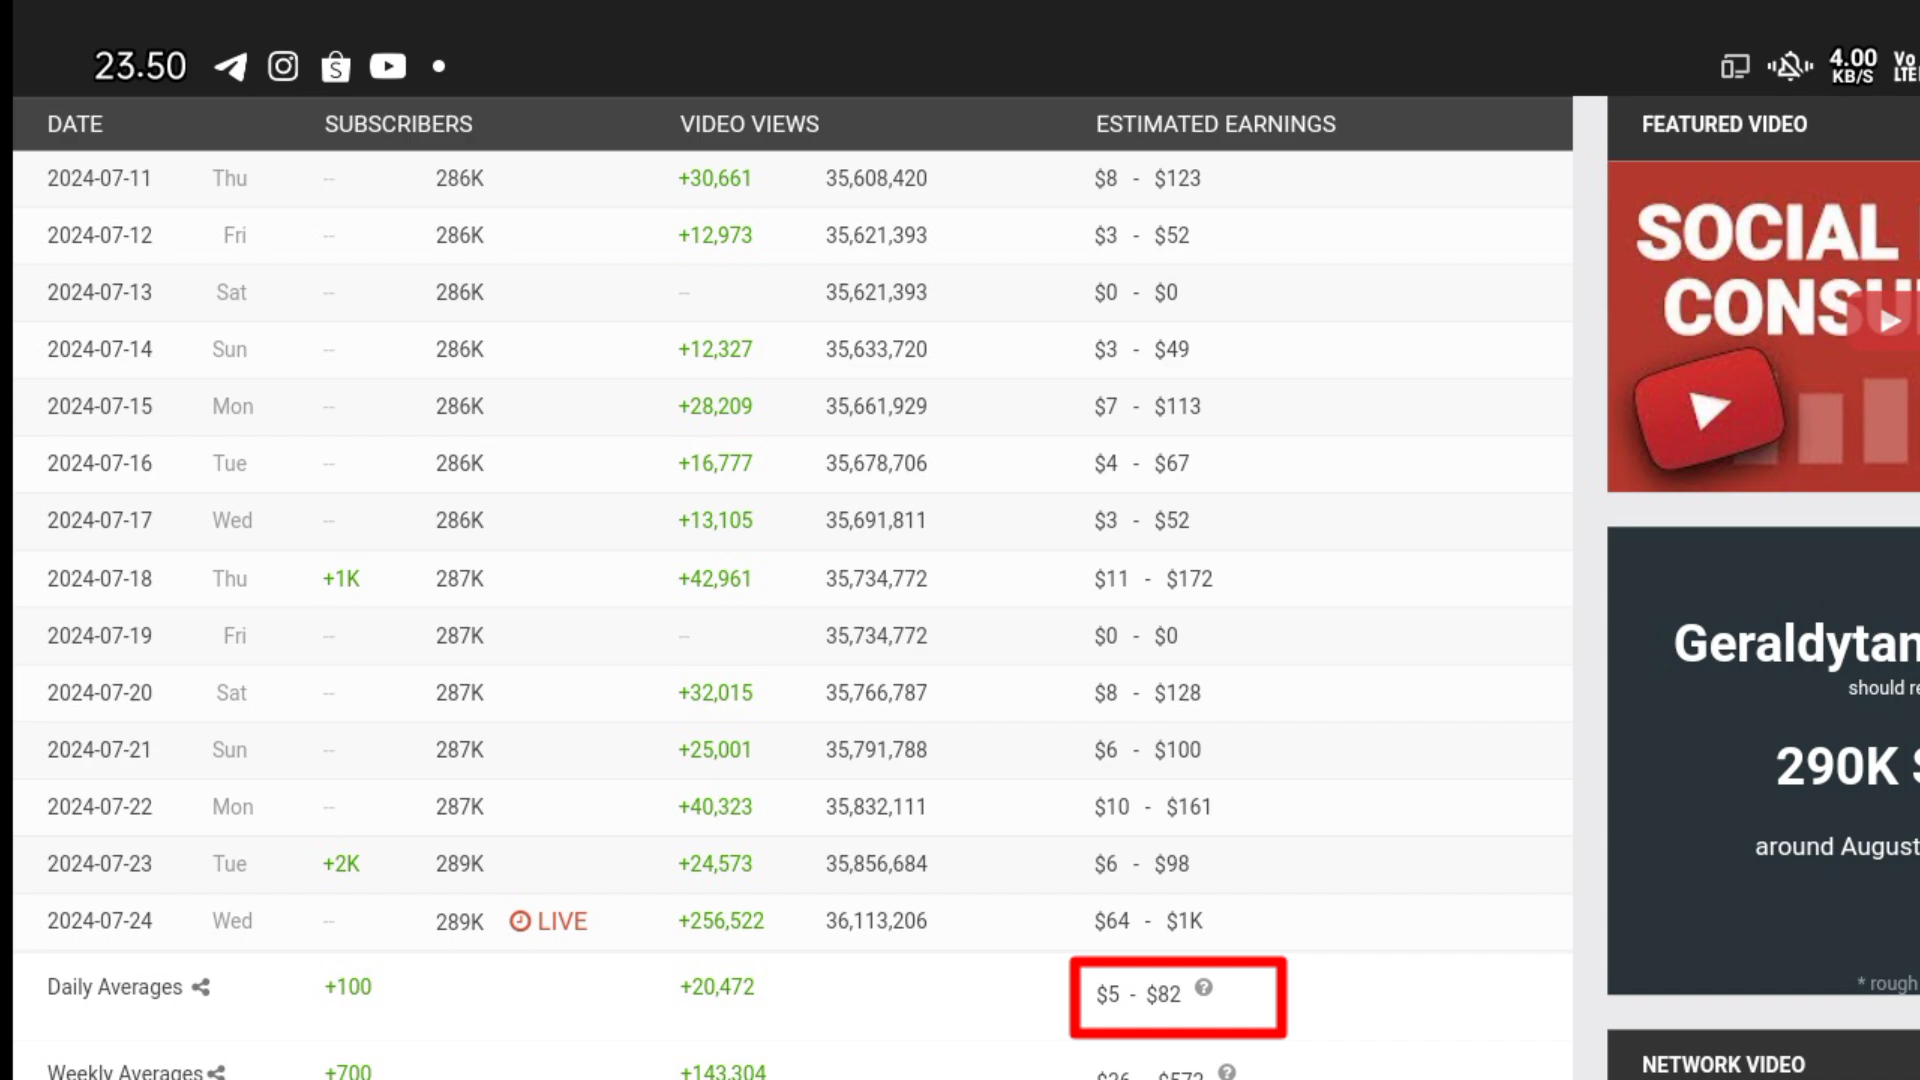 23.50 4.00 KB/S Vo LTE
DATE SUBSCRIBERS VIDEO VIEWS ESTIMATED EARNINGS
2024-07-11 Thu -- 286K +30,661 35,608,420 $8 - $123
2024-07-12 Fri -- 286K +12,973 35,621,393 $3 - $52
2024-07-13 Sat -- 286K -- 35,621,393 $0 - $0
2024-07-14 Sun -- 286K +12,327 35,633,720 $3 - $49
2024-07-15 Mon -- 286K +28,209 35,661,929 $7 - $113
2024-07-16 Tue -- 286K +16,777 35,678,706 $4 - $67
2024-07-17 Wed -- 286K +13,105 35,691,811 $3 - $52
2024-07-18 Thu +1K 287K +42,961 35,734,772 $11 - $172
2024-07-19 Fri -- 287K -- 35,734,772 $0 - $0
2024-07-20 Sat -- 287K +32,015 35,766,787 $8 - $128
2024-07-21 Sun -- 287K +25,001 35,791,788 $6 - $100
2024-07-22 Mon -- 287K +40,323 35,832,111 $10 - $161
2024-07-23 Tue +2K 289K +24,573 35,856,684 $6 - $98
2024-07-24 Wed -- 289K LIVE +256,522 36,113,206 $64 - $1K
Daily Averages +100 +20,472 $5 - $82
Weekly Averages +700 +143,304
FEATURED VIDEO
SOCIAL
Geraldytan
should
290K
around August
* rough
NETWORK VIDEO